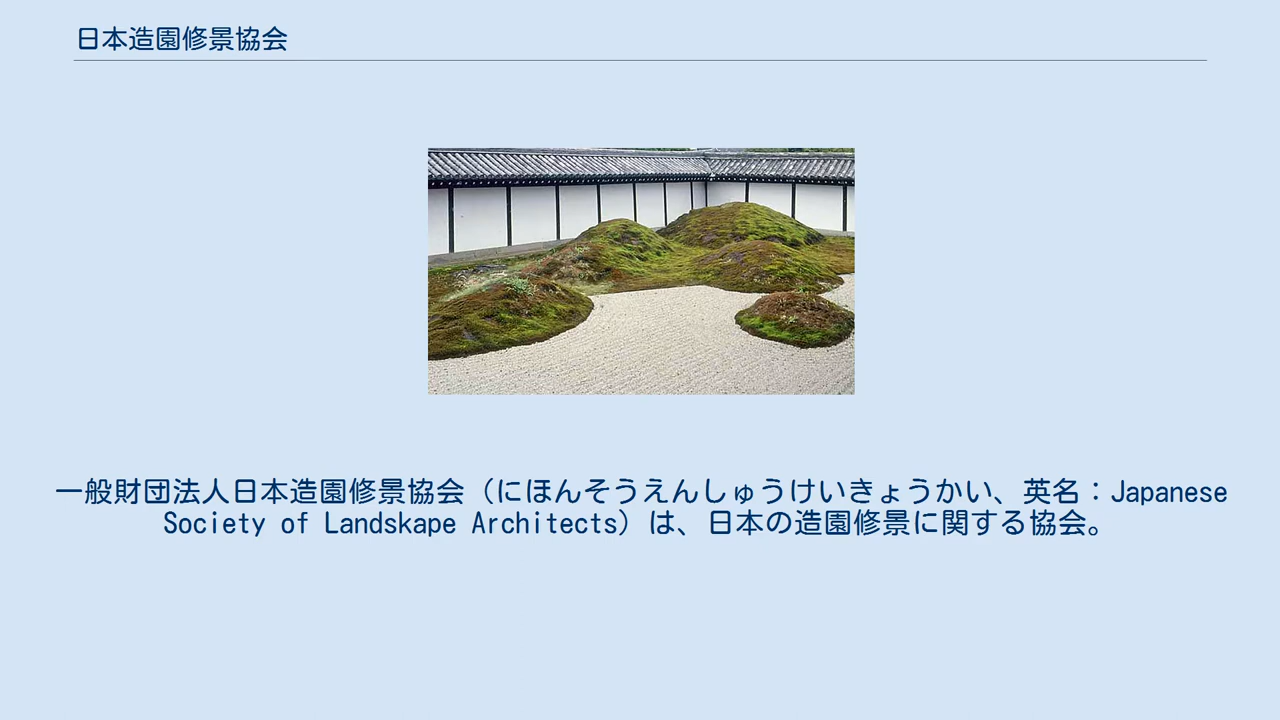 日本造園修景協会
一般財団法人日本造園修景協会（にほんそうえんしゅうけいきょうかい、英名：Japanese
Society of Landskape Architects）は、日本の造園修景に関する協会。